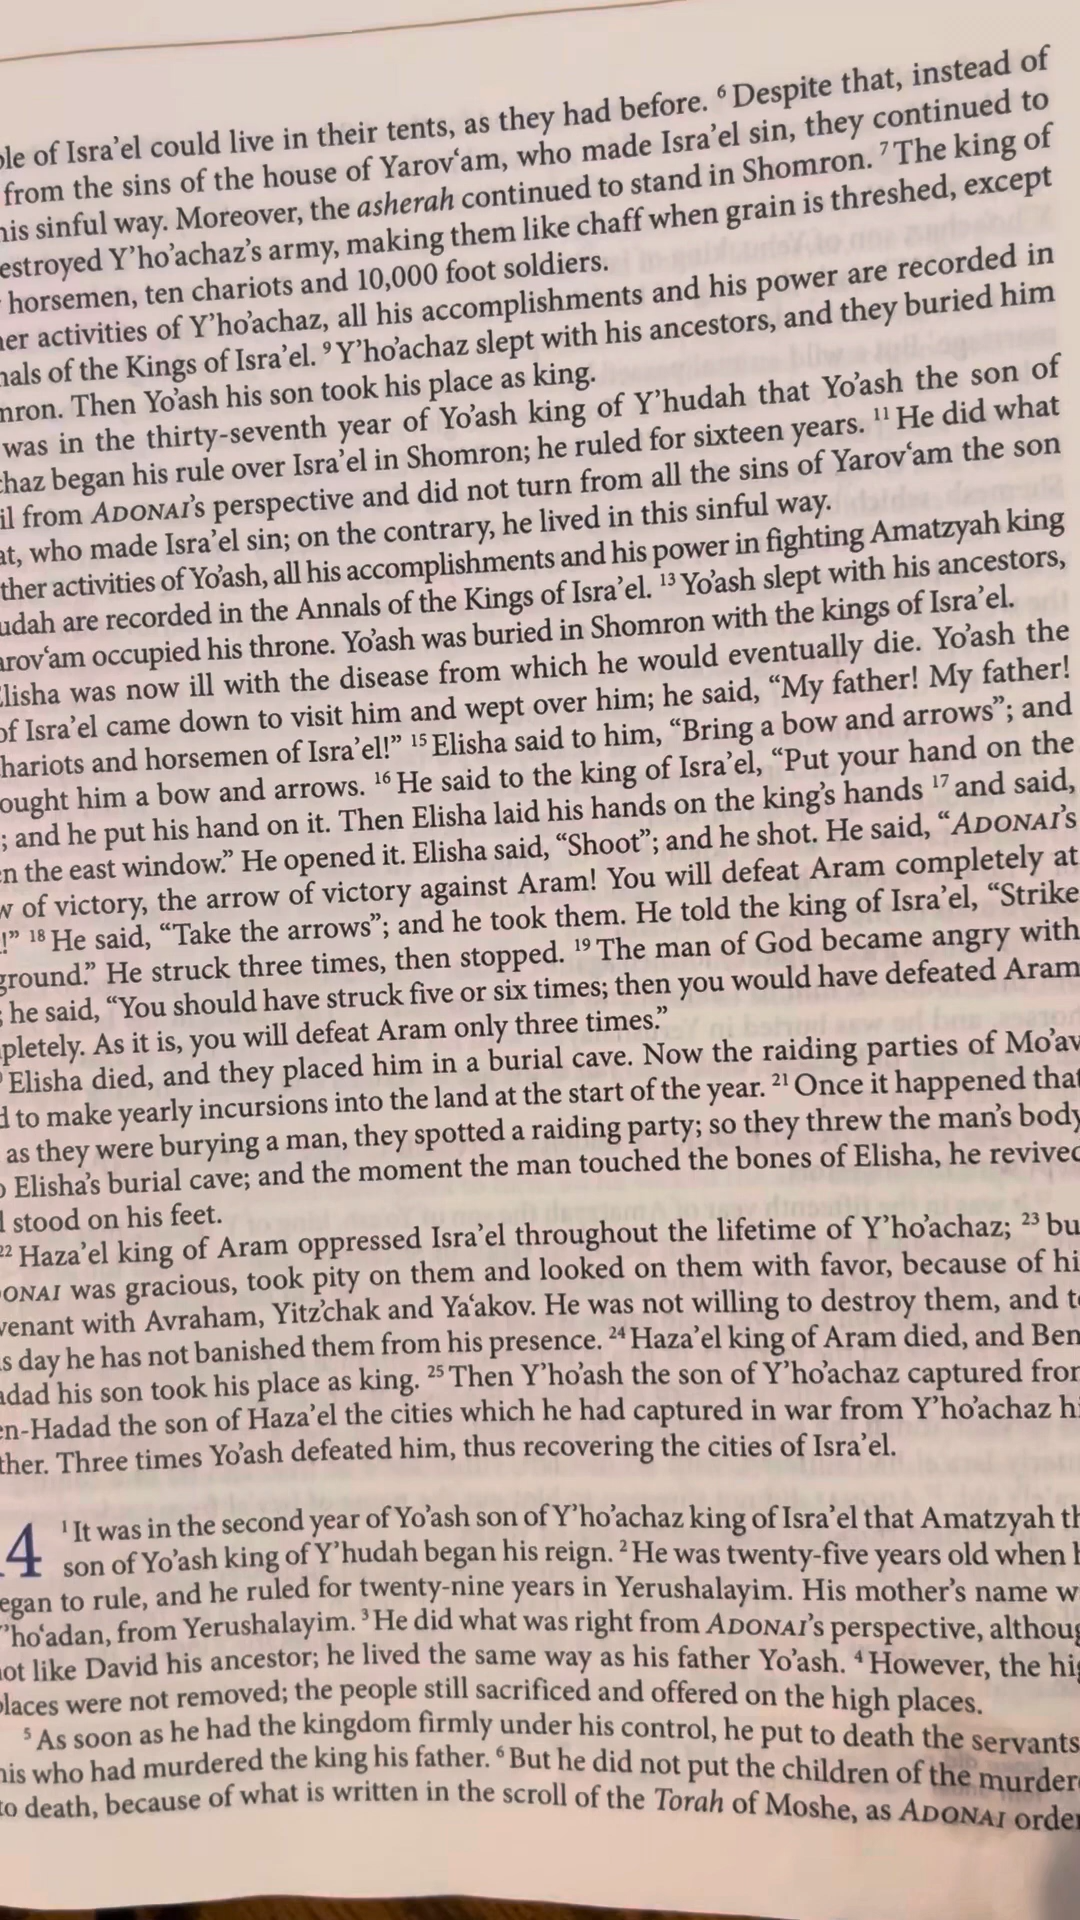 of Isra’el could live in their tents, as they had before. ⁶ Despite that, instead of
from the sins of the house of Yarov‘am, who made Isra’el sin, they continued to
sinful way. Moreover, the asherah continued to stand in Shomron. ⁷ The king of
Y’ho’achaz’s army, making them like chaff when grain is threshed, except
horsemen, ten chariots and 10,000 foot soldiers.
activities of Y’ho’achaz, all his accomplishments and his power are recorded in
of the Kings of Isra’el. ⁹ Y’ho’achaz slept with his ancestors, and they buried him
Then Yo’ash his son took his place as king.
was in the thirty-seventh year of Yo’ash king of Y’hudah that Yo’ash the son of
began his rule over Isra’el in Shomron; he ruled for sixteen years. ¹¹ He did what
from ADONAI’s perspective and did not turn from all the sins of Yarov‘am the son
who made Isra’el sin; on the contrary, he lived in this sinful way.
activities of Yo’ash, all his accomplishments and his power in fighting Amatzyah king
are recorded in the Annals of the Kings of Isra’el. ¹³ Yo’ash slept with his ancestors,
occupied his throne. Yo’ash was buried in Shomron with the kings of Isra’el.
Elisha was now ill with the disease from which he would eventually die. Yo’ash the
of Isra’el came down to visit him and wept over him; he said, “My father! My father!
and horsemen of Isra’el!” ¹⁵ Elisha said to him, “Bring a bow and arrows”; and
him a bow and arrows. ¹⁶ He said to the king of Isra’el, “Put your hand on the
; and he put his hand on it. Then Elisha laid his hands on the king’s hands ¹⁷ and said,
the east window.” He opened it. Elisha said, “Shoot”; and he shot. He said, “ADONAI’s
of victory, the arrow of victory against Aram! You will defeat Aram completely at
!” ¹⁸ He said, “Take the arrows”; and he took them. He told the king of Isra’el, “Strike
ground.” He struck three times, then stopped. ¹⁹ The man of God became angry with
he said, “You should have struck five or six times; then you would have defeated Aram
As it is, you will defeat Aram only three times.”
Elisha died, and they placed him in a burial cave. Now the raiding parties of Mo’av
to make yearly incursions into the land at the start of the year. ²¹ Once it happened that
as they were burying a man, they spotted a raiding party; so they threw the man’s body
Elisha’s burial cave; and the moment the man touched the bones of Elisha, he revived
stood on his feet.
²² Haza’el king of Aram oppressed Isra’el throughout the lifetime of Y’ho’achaz; ²³
was gracious, took pity on them and looked on them with favor, because of
with Avraham, Yitz’chak and Ya‘akov. He was not willing to destroy them, and
day he has not banished them from his presence. ²⁴ Haza’el king of Aram died, and Ben
his son took his place as king. ²⁵ Then Y’ho’ash the son of Y’ho’achaz captured
the son of Haza’el the cities which he had captured in war from Y’ho’achaz
Three times Yo’ash defeated him, thus recovering the cities of Isra’el.
4 ¹ It was in the second year of Yo’ash son of Y’ho’achaz king of Isra’el that Amatzyah
son of Yo’ash king of Y’hudah began his reign. ² He was twenty-five years old when
to rule, and he ruled for twenty-nine years in Yerushalayim. His mother’s name
from Yerushalayim. ³ He did what was right from ADONAI’s perspective,
not like David his ancestor; he lived the same way as his father Yo’ash. ⁴ However, the
places were not removed; the people still sacrificed and offered on the high places.
⁵ As soon as he had the kingdom firmly under his control, he put to death the servants
who had murdered the king his father. ⁶ But he did not put the children of the
to death, because of what is written in the scroll of the Torah of Moshe, as ADONAI